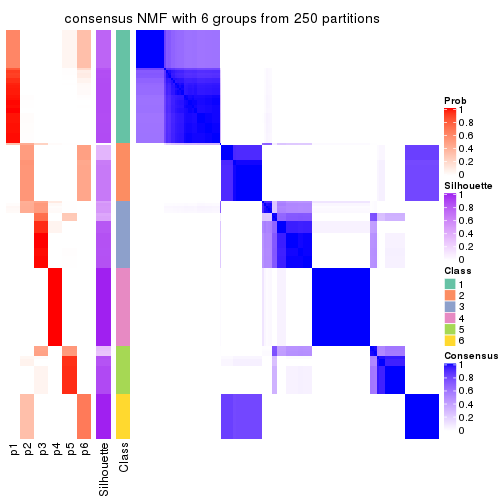 consensus NMF with 6 groups from 250 partitions
Prob
1
0.8
0.6
0.4
0.2
0
Silhouette
1
0.8
0.6
0.4
0.2
0
Class
1
2
3
4
5
6
Consensus
1
0.8
0.6
0.4
0.2
0
p1
p2
p3
p4
p5
p6
Silhouette
Class